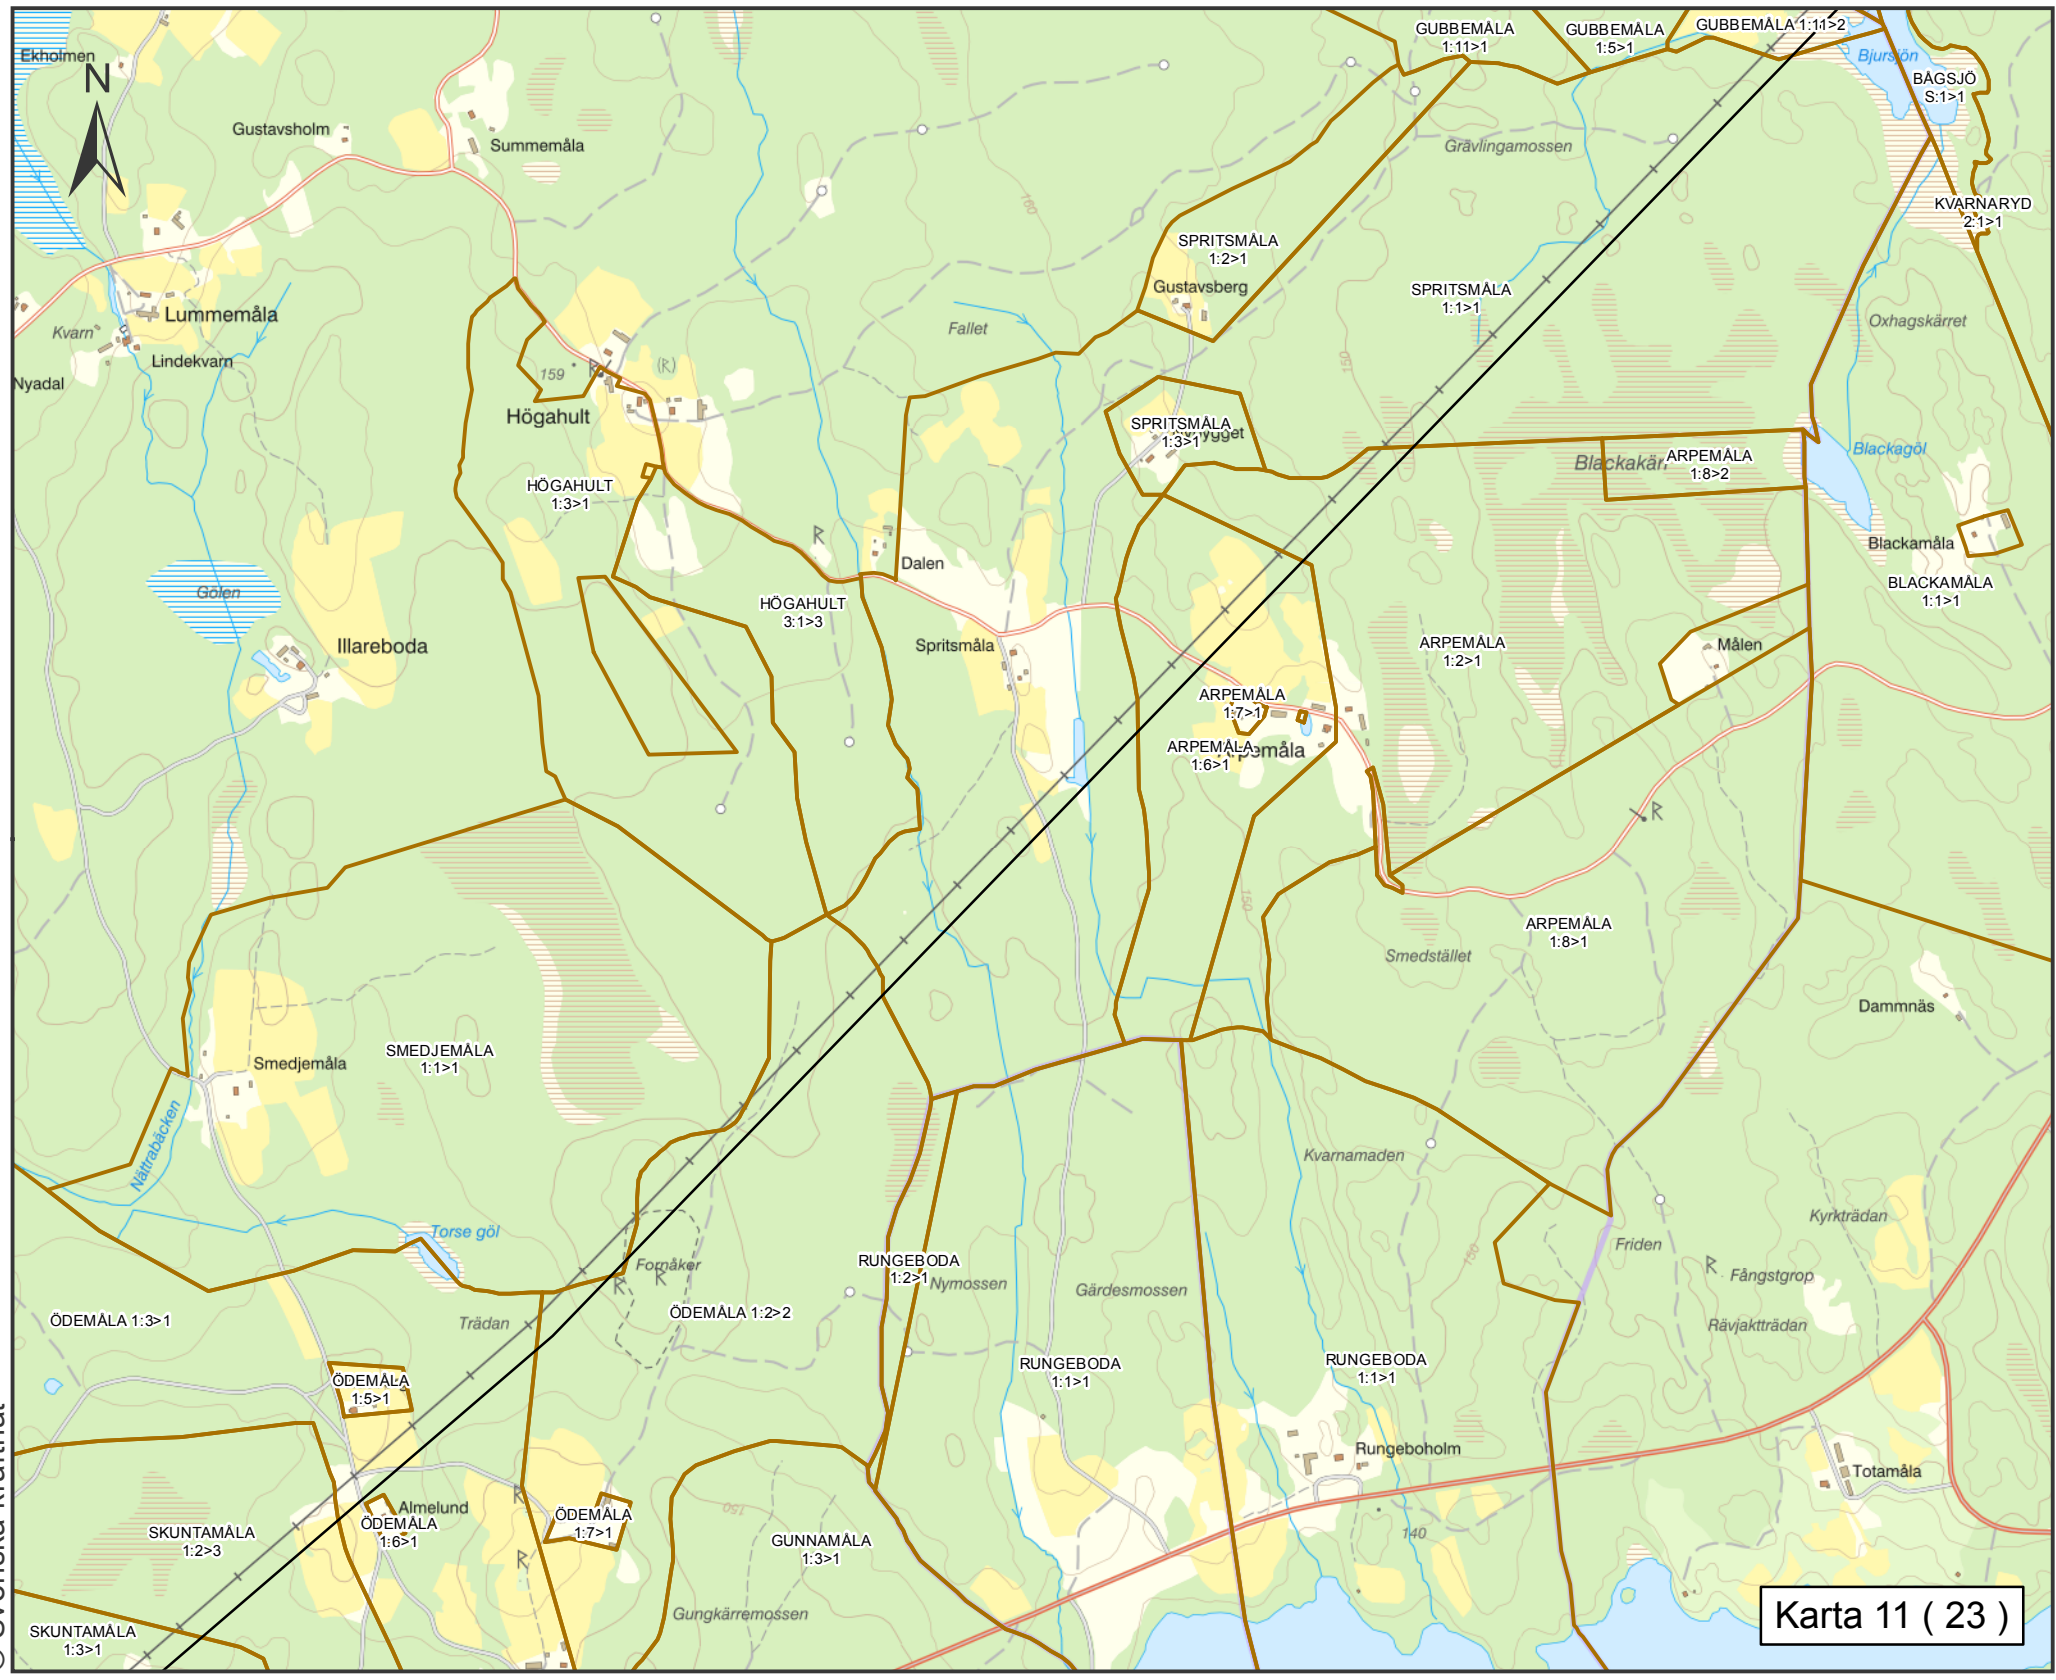 GUBBEMÅLA
1:11>1
GUBBEMÅLA
1:5>1
GUBBEMÅLA 1:11>2
Ekholmen
N
Bjursjön
BÅGSJÖ
S:1>1
Gustavsholm
Summemåla
Grävlingamossen
160
KVARNARYD
2:1>1
SPRITSMÅLA
1:2>1
Gustavsberg
SPRITSMÅLA
1:1>1
Lummemåla
Kvarn
Fallet
Oxhagskärret
Lindekvarn
150
Nyadal
159
R
(R)
Högahult
SPRITSMÅLA
1:3>1
Blackagöl
ARPEMÅLA
1:8>2
HÖGAHULT
1:3>1
R
Dalen
Blackamåla
BLACKAMÅLA
1:1>1
Gölen
HÖGAHULT
3:1>3
Illareboda
Spritsmåla
ARPEMÅLA
1:2>1
Målen
ARPEMÅLA
1:7>1
ARPEMÅLA
1:6>1
Arpemåla
R
150
ARPEMÅLA
1:8>1
Smedstället
Dammnäs
SMEDJEMÅLA
1:1>1
Smedjemåla
Nättrabäcken
Kvarnamaden
Kyrkträdan
Torse göl
Friden
150
Fornåker
R
R
RUNGEBODA
1:2>1
Nymossen
Gärdesmossen
R
Fångstgrop
ÖDEMÅLA 1:3>1
Trädan
ÖDEMÅLA 1:2>2
Rävjaktträdan
RUNGEBODA
1:1>1
RUNGEBODA
1:1>1
ÖDEMÅLA
1:5>1
Rungeboholm
Totamåla
R
Almelund
150
SKUNTAMÅLA
1:2>3
ÖDEMÅLA
1:6>1
ÖDEMÅLA
1:7>1
140
GUNNAMÅLA
1:3>1
R
Gungkärremossen
SKUNTAMÅLA
1:3>1
Karta 11 ( 23 )